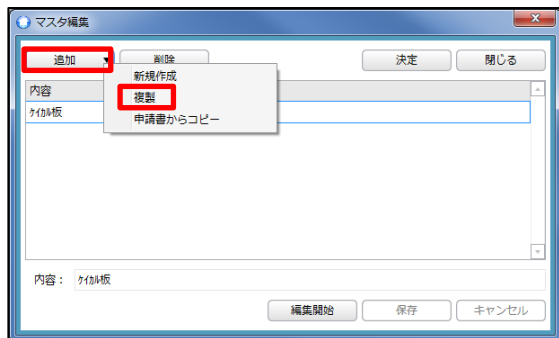 マスタ編集
追加 ▼ 削除 決定 閉じる
新規作成
複製
申請書からコピー
内容
ｹｲｶﾙ板
内容： ｹｲｶﾙ板
編集開始 保存 キャンセル